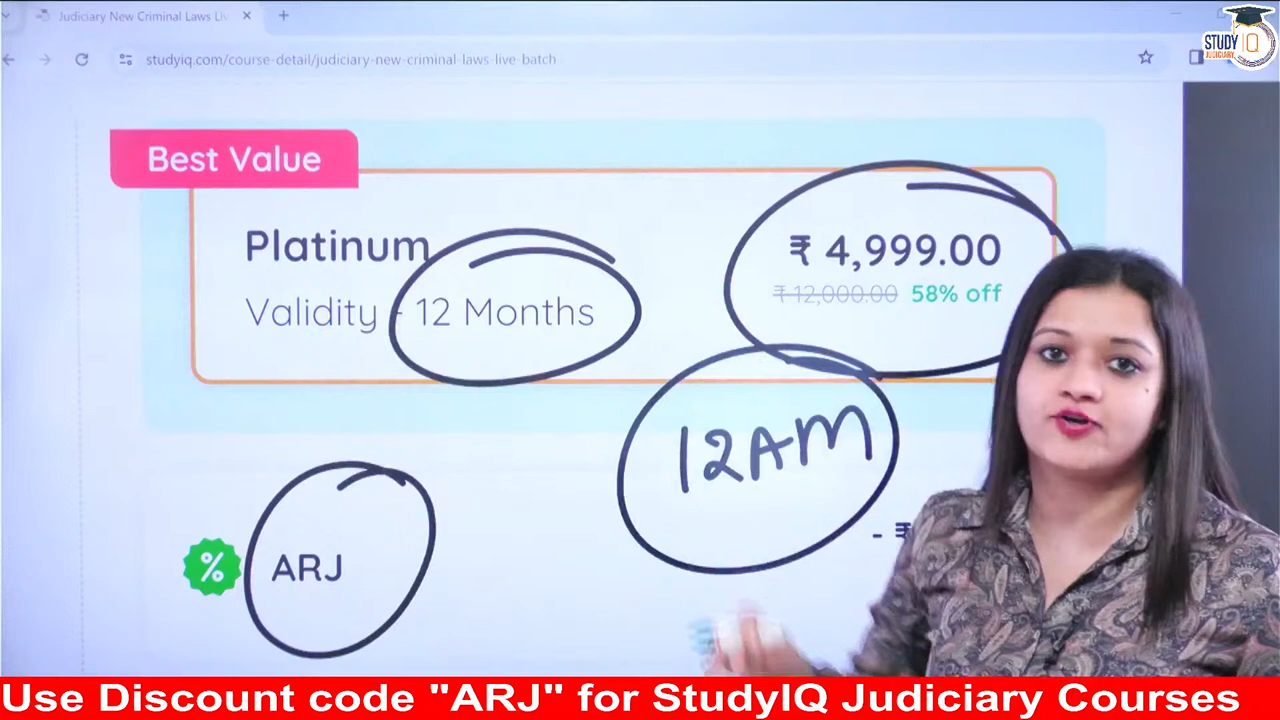 Judiciary New Criminal Laws Li
studyiq.com/course-detail/judiciary-new-criminal-laws-live-batch
STUDY IQ
JUDICIARY
Best Value
Platinum
₹ 4,999.00
₹ 12,000.00 58% off
Validity - 12 Months
12AM
ARJ
- ₹
Use Discount code "ARJ" for StudyIQ Judiciary Courses